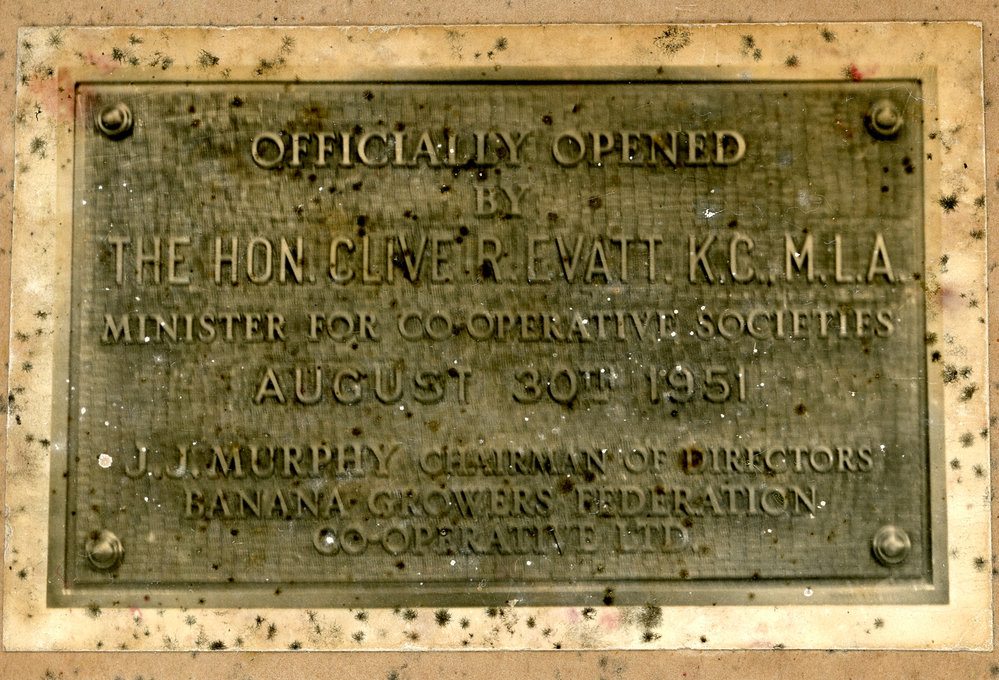 OFFICIALLY OPENED
BY
THE HON. CLIVE. R. EVATT. K.C., M.L.A.
MINISTER FOR CO-OPERATIVE SOCIETIES
AUGUST 30TH 1951
J. J. MURPHY CHAIRMAN OF DIRECTORS
BANANA GROWERS FEDERATION
CO-OPERATIVE LTD.